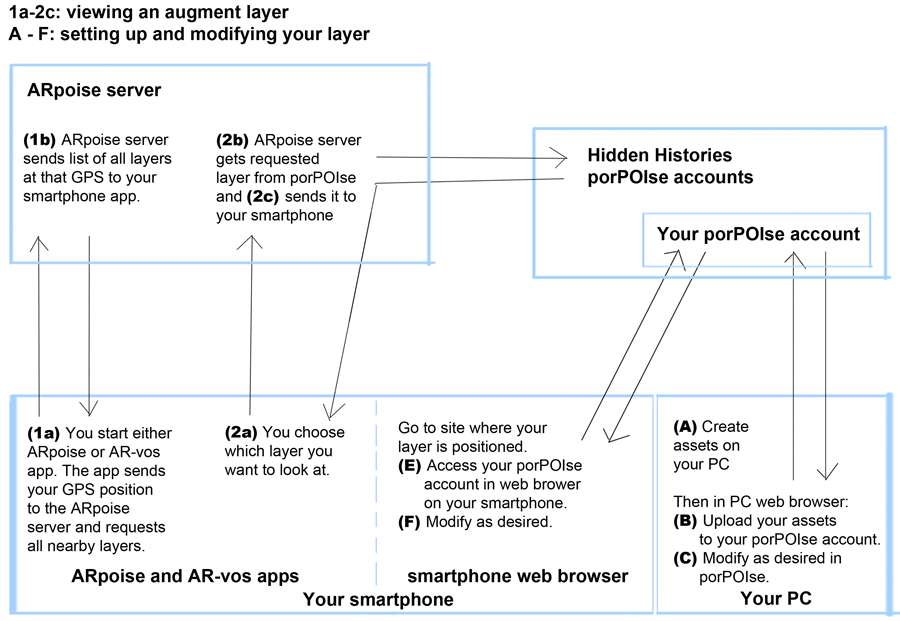 1a-2c: viewing an augment layer
A - F: setting up and modifying your layer
ARpoise server
(1b) ARpoise server
sends list of all layers
at that GPS to your
smartphone app.
(2b) ARpoise server
gets requested
layer from porPOIse
and (2c) sends it to
your smartphone
Hidden Histories
porPOIse accounts
Your porPOIse account
(1a) You start either
ARpoise or AR-vos
app. The app sends
your GPS position
to the ARpoise
server and requests
all nearby layers.
(2a) You choose
which layer you
want to look at.
ARpoise and AR-vos apps
Go to site where your
layer is positioned.
(E) Access your porPOIse
account in web brower
on your smartphone.
(F) Modify as desired.
smartphone web browser
Your smartphone
(A) Create
assets on
your PC
Then in PC web browser:
(B) Upload your assets
to your porPOIse account.
(C) Modify as desired in
porPOIse.
Your PC